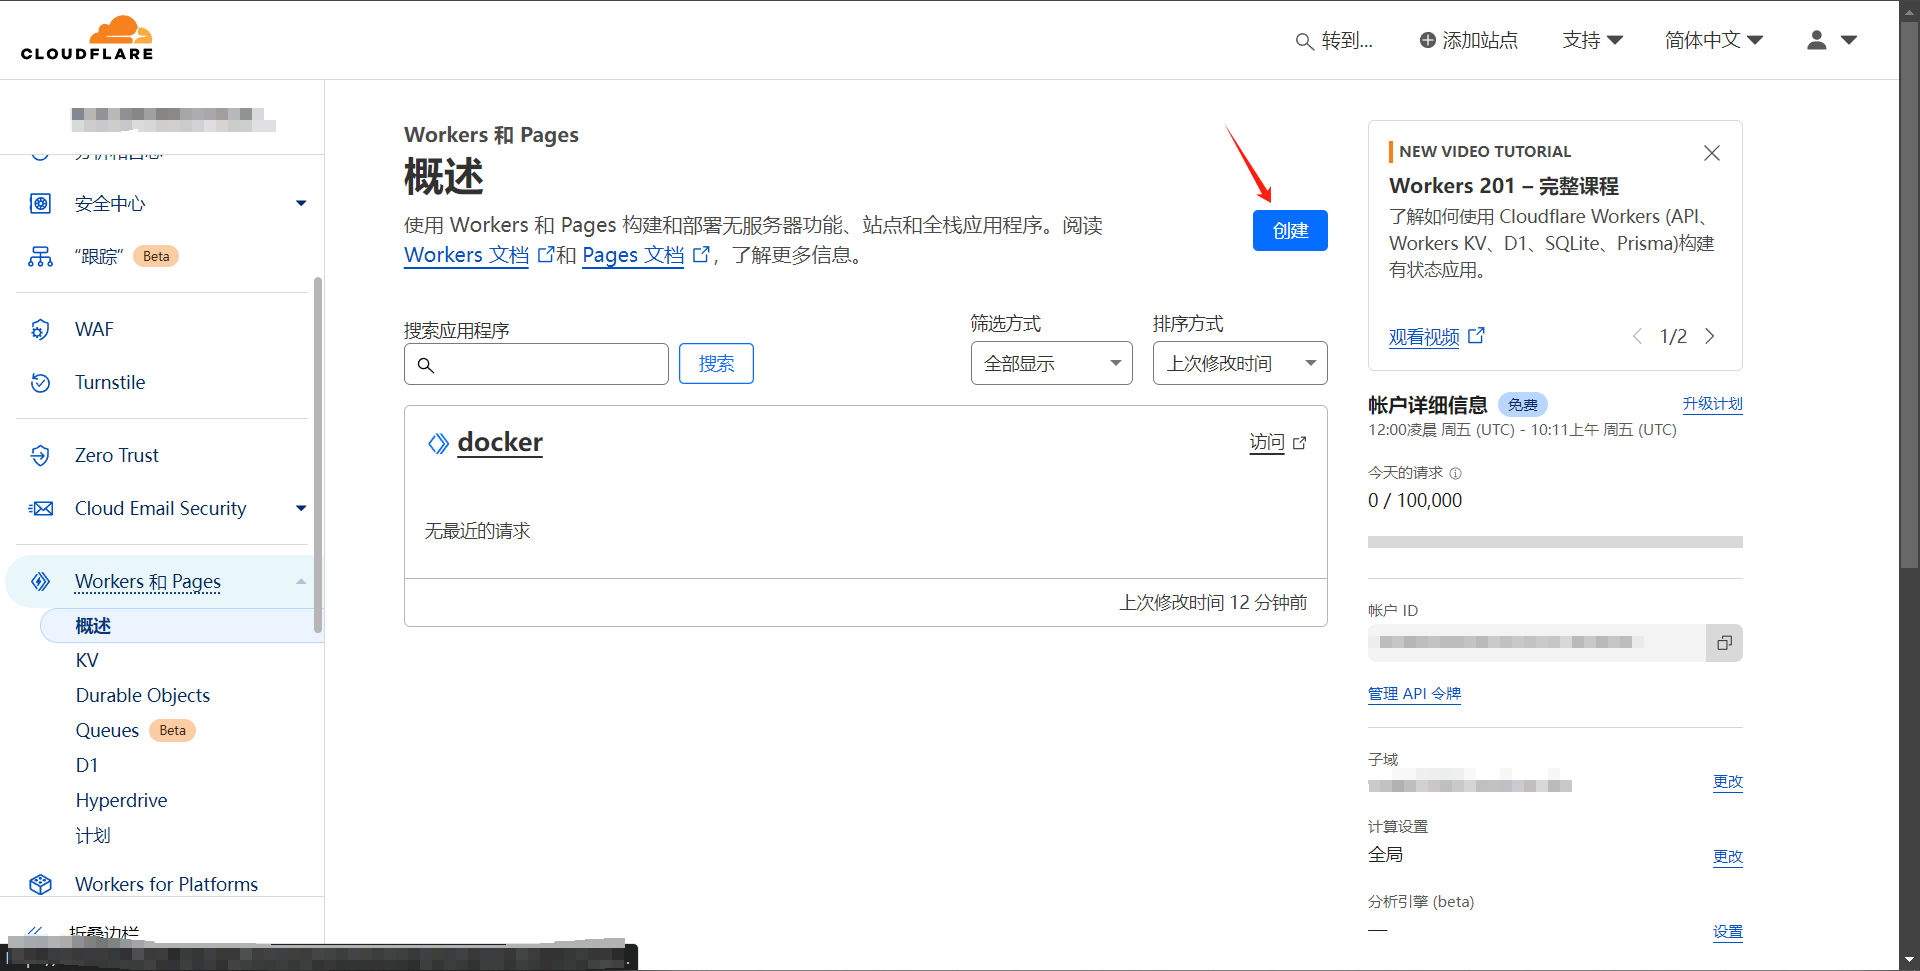 CLOUDFLARE
转到...
添加站点
支持
简体中文
安全中心
“跟踪” Beta
WAF
Turnstile
Zero Trust
Cloud Email Security
Workers 和 Pages
概述
KV
Durable Objects
Queues Beta
D1
Hyperdrive
计划
Workers for Platforms
折叠边栏
Workers 和 Pages
概述
使用 Workers 和 Pages 构建和部署无服务器功能、站点和全栈应用程序。阅读
Workers 文档 和 Pages 文档 ，了解更多信息。
创建
搜索应用程序
搜索
筛选方式
全部显示
排序方式
上次修改时间
docker
访问
无最近的请求
上次修改时间 12 分钟前
NEW VIDEO TUTORIAL
Workers 201 – 完整课程
了解如何使用 Cloudflare Workers (API、
Workers KV、D1、SQLite、Prisma)构建
有状态应用。
观看视频
1/2
帐户详细信息 免费
升级计划
12:00凌晨 周五 (UTC) - 10:11上午 周五 (UTC)
今天的请求
0 / 100,000
帐户 ID
管理 API 令牌
子域
更改
计算设置
全局
更改
分析引擎 (beta)
—
设置